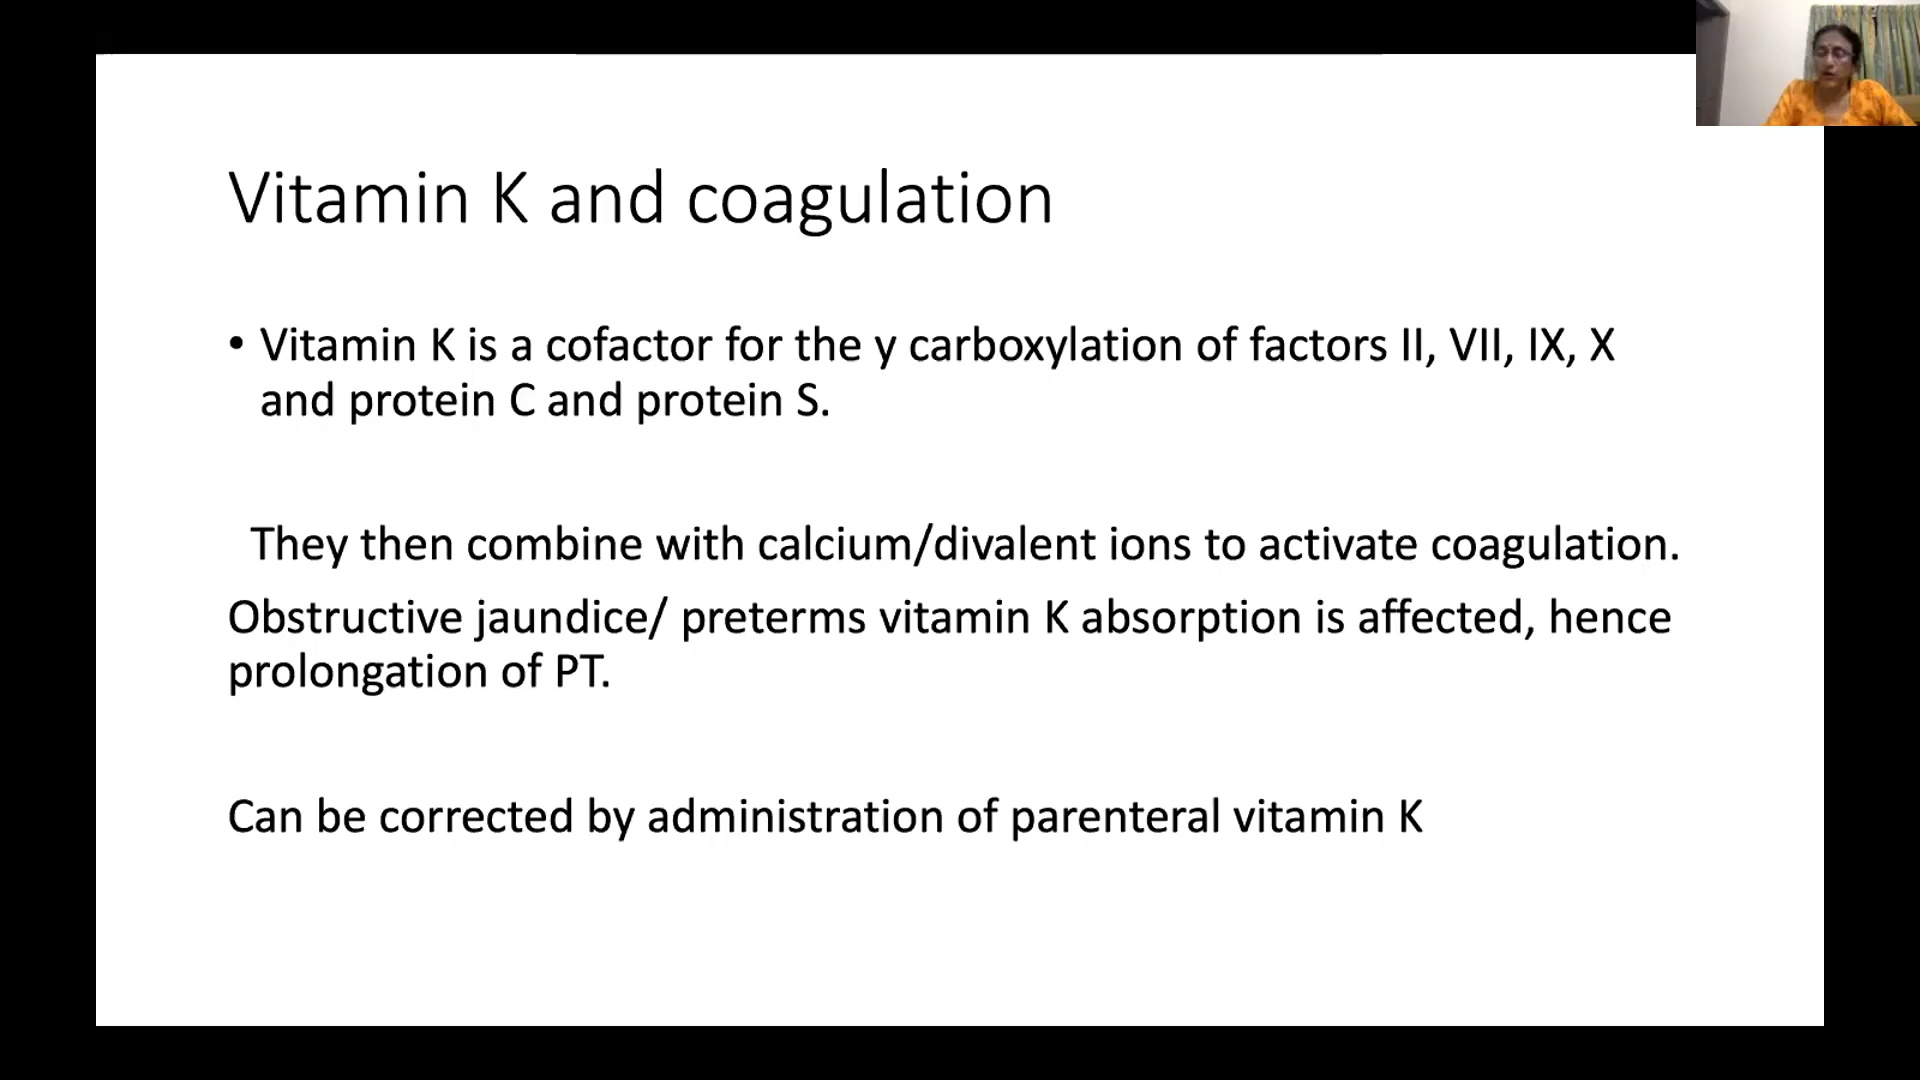 Vitamin K and coagulation
• Vitamin K is a cofactor for the y carboxylation of factors II, VII, IX, X
and protein C and protein S.
They then combine with calcium/divalent ions to activate coagulation.
Obstructive jaundice/ preterms vitamin K absorption is affected, hence
prolongation of PT.
Can be corrected by administration of parenteral vitamin K